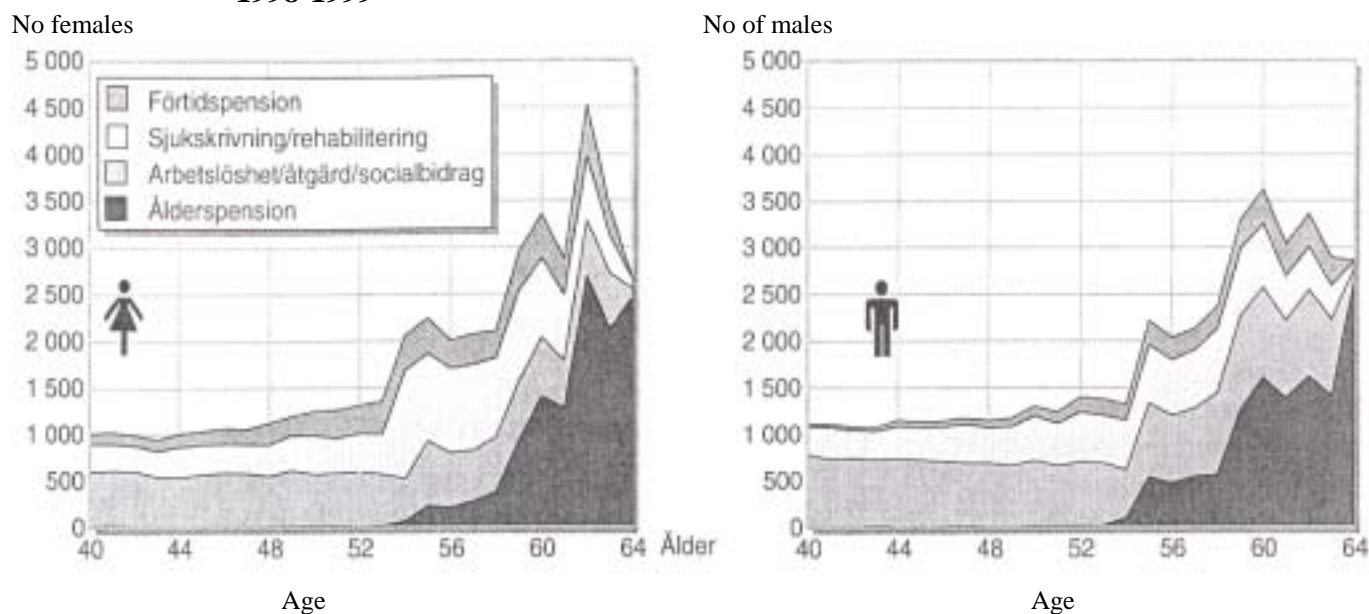 No females
No of males
5 000
4 500
4 000
3 500
3 000
2 500
2 000
1 500
1 000
500
0
Förtidspension
Sjukskrivning/rehabilitering
Arbetslöshet/åtgärd/socialbidrag
Ålderspension
40 44 48 52 56 60 64 Ålder
5 000
4 500
4 000
3 500
3 000
2 500
2 000
1 500
1 000
500
0
40 44 48 52 56 60 64
Age
Age